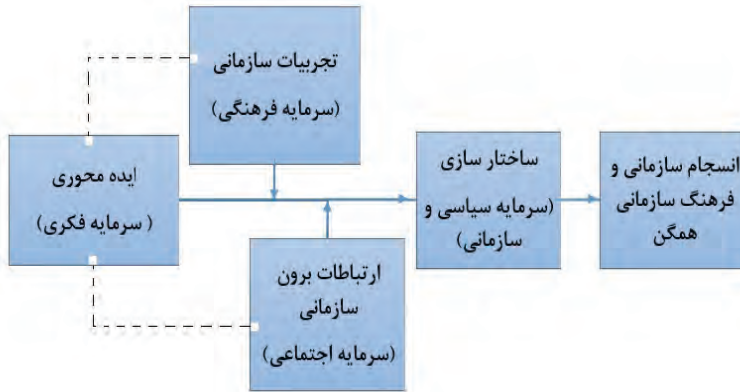 تجربیات سازمانی
(سرمایه فرهنگی)
ایده محوری
( سرمایه فکری)
ارتباطات برون
سازمانی
(سرمایه اجتماعی)
ساختار سازی
(سرمایه سیاسی و
سازمانی)
انسجام سازمانی و
فرهنگ سازمانی
همگن